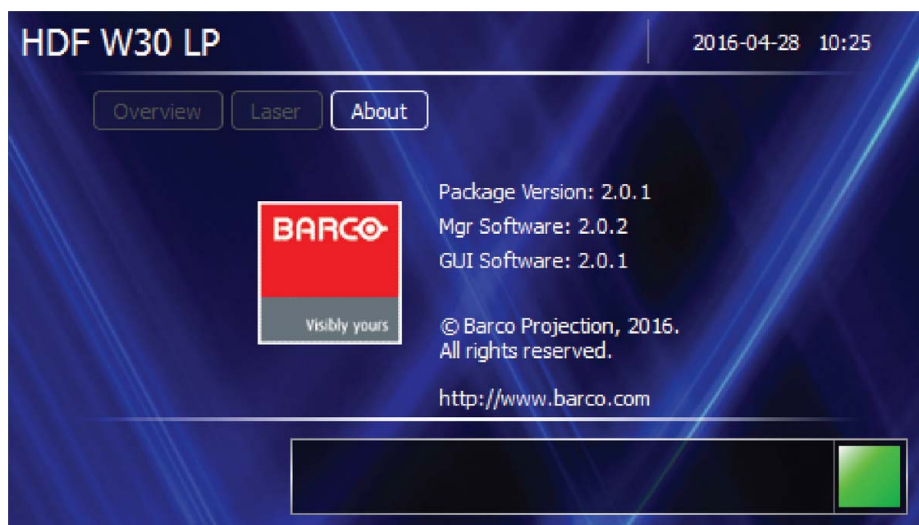 HDF W30 LP
2016-04-28 10:25
Overview
Laser
About
Package Version: 2.0.1
BARCO
Mgr Software: 2.0.2
GUI Software: 2.0.1
Visibly yours
© Barco Projection, 2016.
All rights reserved.
http://www.barco.com